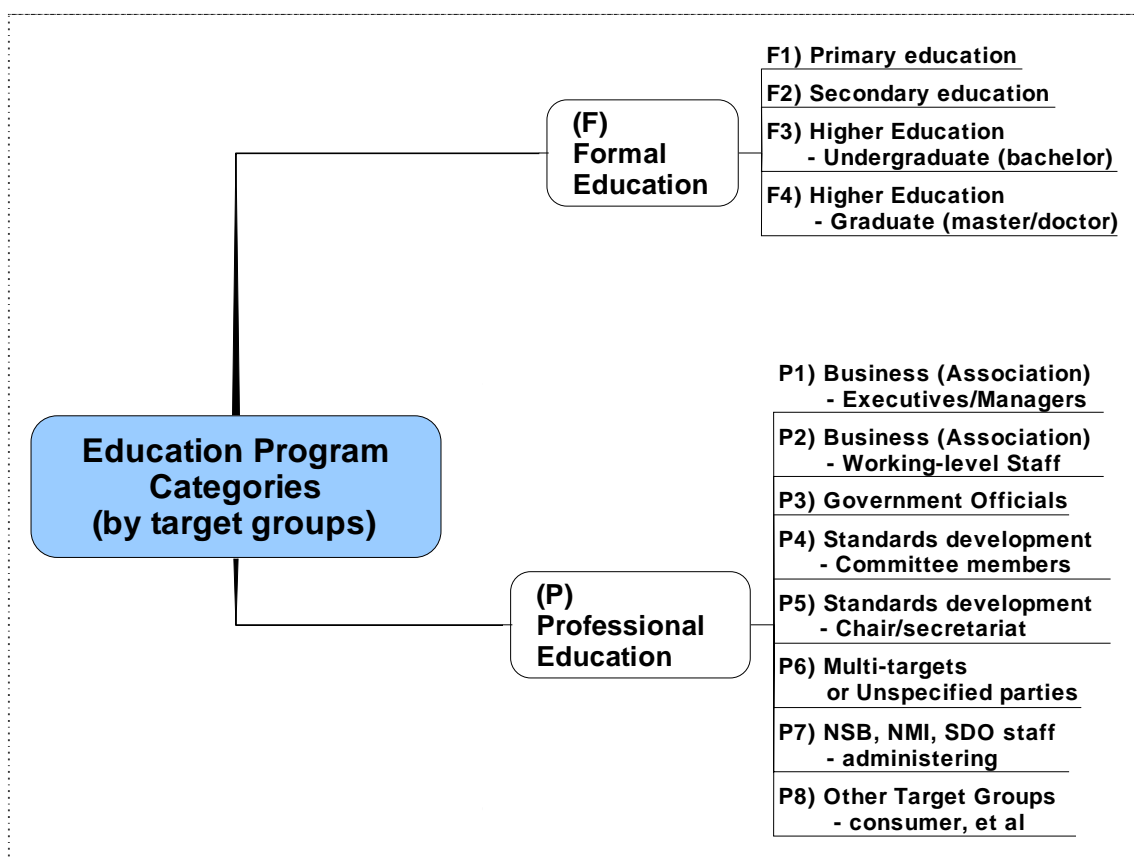 Education Program
Categories
(by target groups)
(F)
Formal
Education
F1) Primary education
F2) Secondary education
F3) Higher Education
- Undergraduate (bachelor)
F4) Higher Education
- Graduate (master/doctor)
(P)
Professional
Education
P1) Business (Association)
- Executives/Managers
P2) Business (Association)
- Working-level Staff
P3) Government Officials
P4) Standards development
- Committee members
P5) Standards development
- Chair/secretariat
P6) Multi-targets
or Unspecified parties
P7) NSB, NMI, SDO staff
- administering
P8) Other Target Groups
- consumer, et al